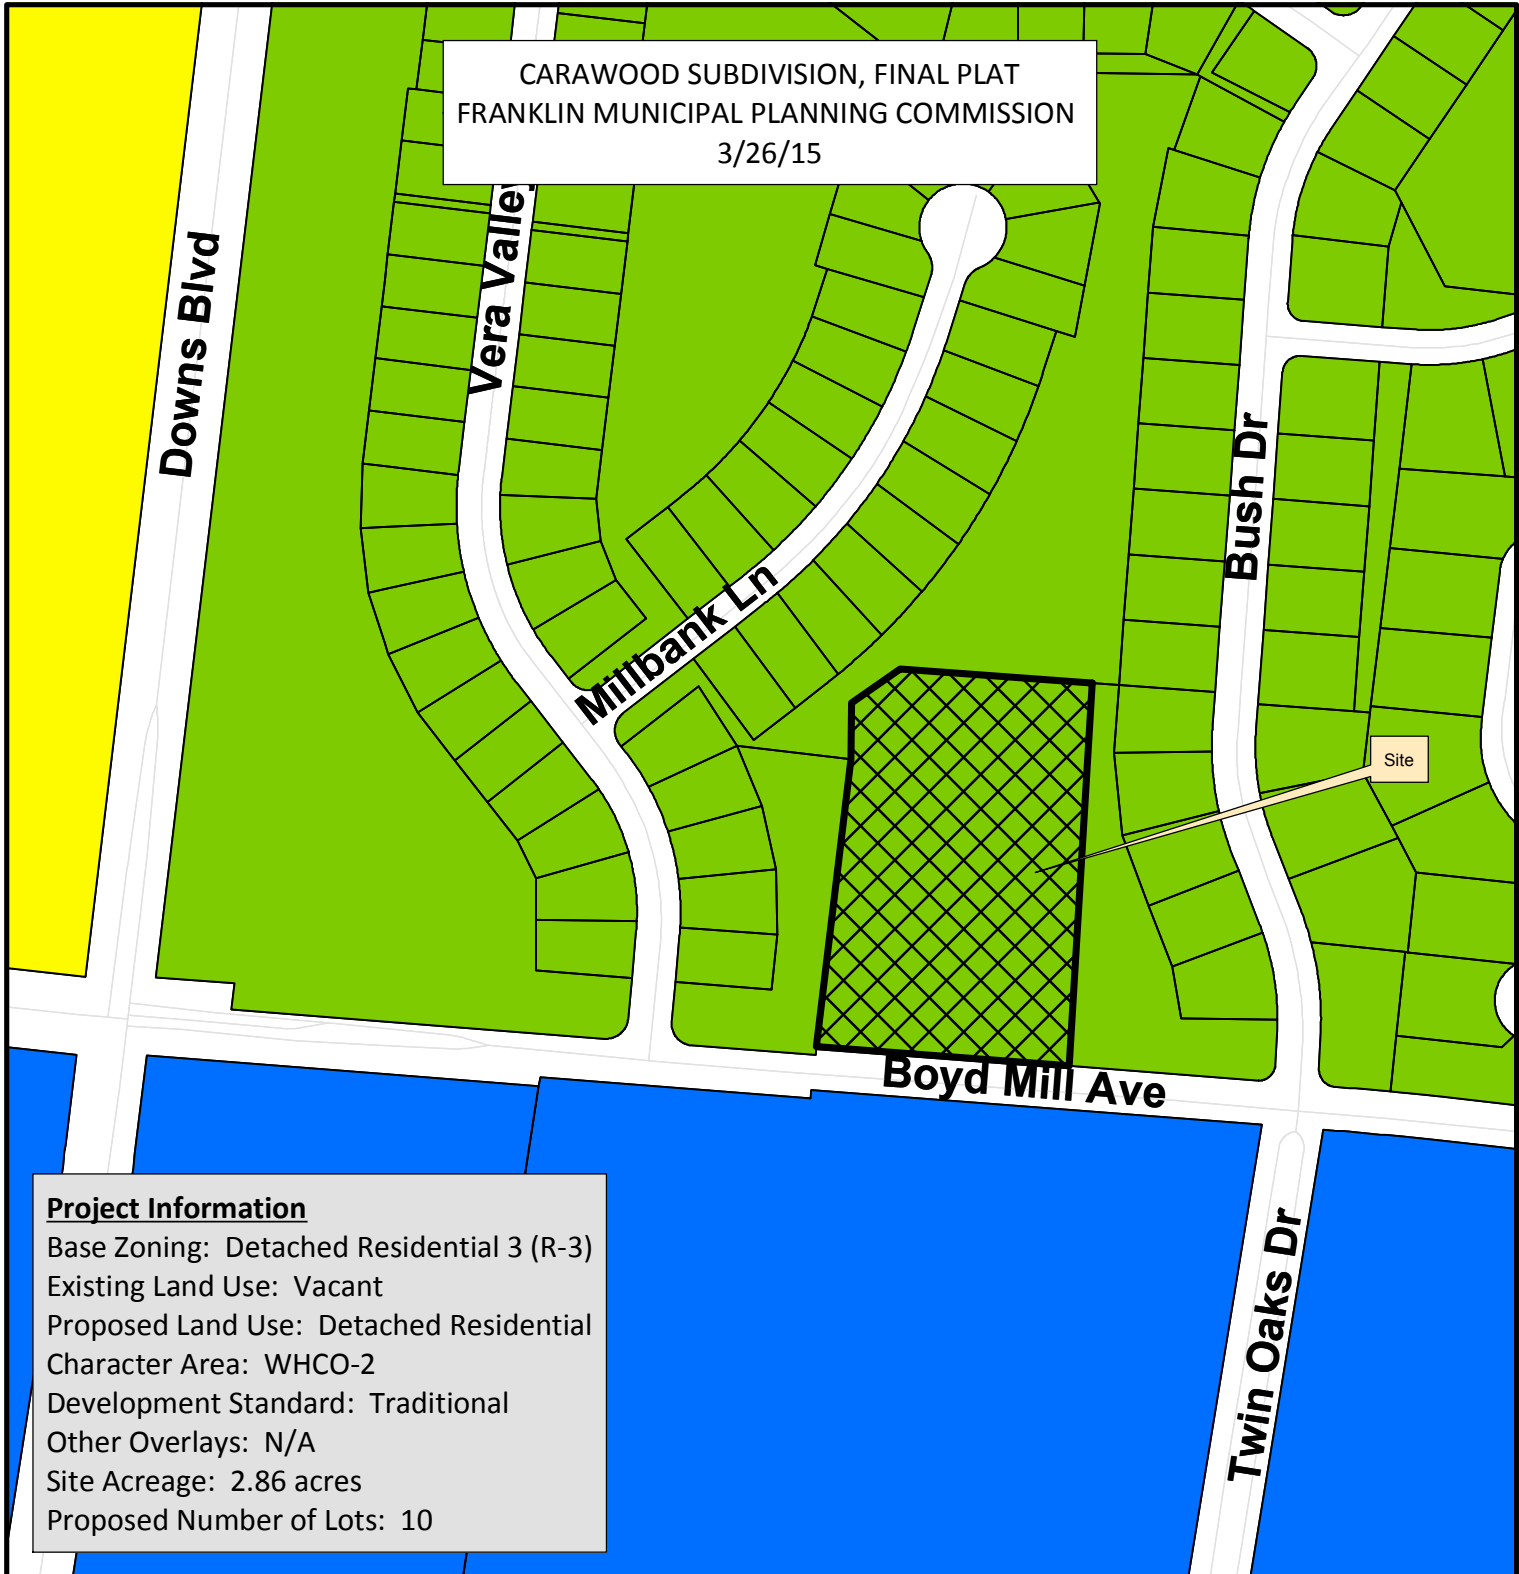 CARAWOOD SUBDIVISION, FINAL PLAT
FRANKLIN MUNICIPAL PLANNING COMMISSION
3/26/15
Downs Blvd
Vera Valley
Millbank Ln
Bush Dr
Site
Boyd Mill Ave
Twin Oaks Dr
Project Information
Base Zoning: Detached Residential 3 (R-3)
Existing Land Use: Vacant
Proposed Land Use: Detached Residential
Character Area: WHCO-2
Development Standard: Traditional
Other Overlays: N/A
Site Acreage: 2.86 acres
Proposed Number of Lots: 10